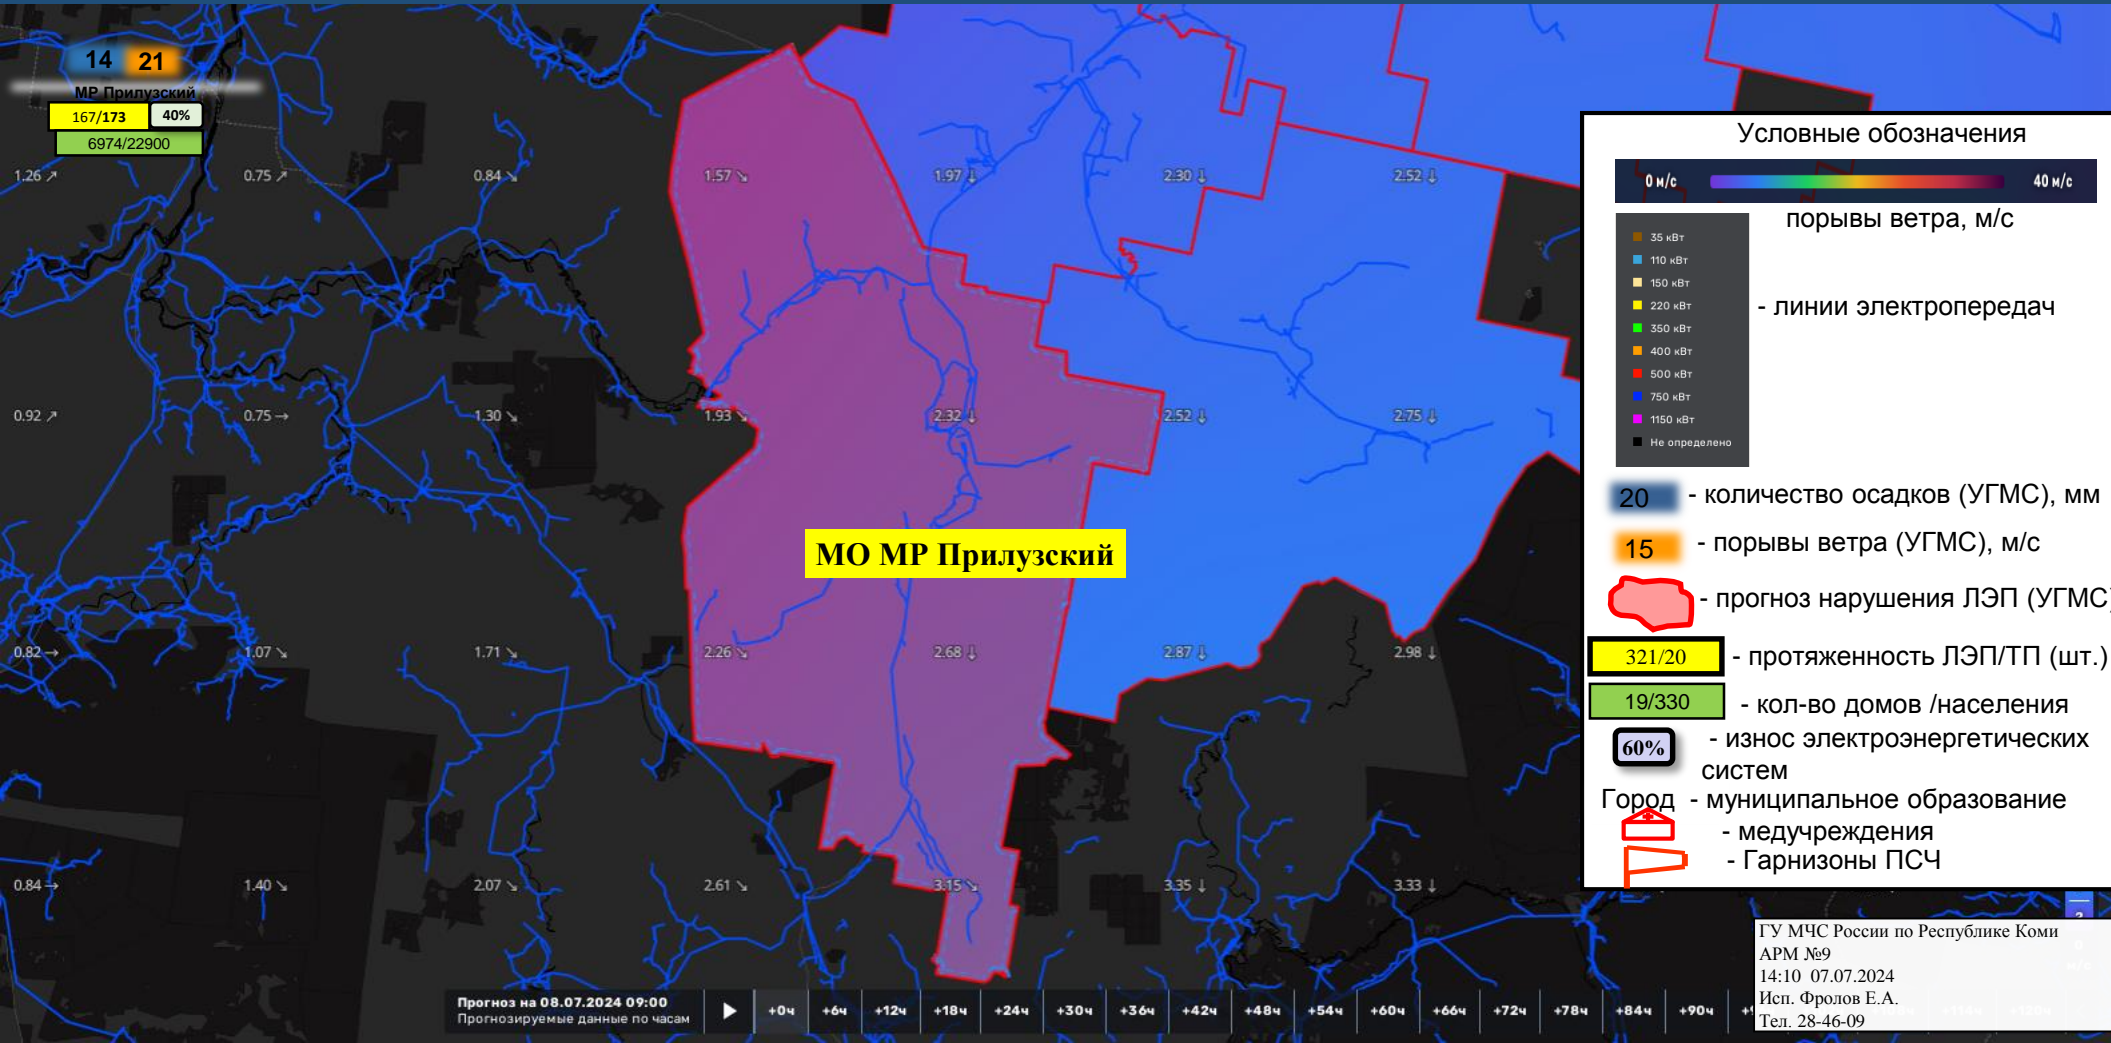 14 21
МР Прилузский
167/173 40%
6974/22900
1.26 ↗ 0.75 ↗ 0.84 ↘ 1.57 ↘ 1.97 ↓ 2.30 ↓ 2.52 ↓
0.92 ↗ 0.75 → 1.30 ↘ 1.93 ↘ 2.32 ↓ 2.52 ↓ 2.75 ↓
МО МР Прилузский
0.82 → 1.07 ↘ 1.71 ↘ 2.26 ↘ 2.68 ↓ 2.87 ↓ 2.98 ↓
0.84 → 1.40 ↘ 2.07 ↘ 2.61 ↘ 3.15 ↘ 3.35 ↓ 3.33 ↓
Условные обозначения
0 м/с 40 м/с
порывы ветра, м/с
35 кВт
110 кВт
150 кВт
220 кВт
350 кВт
400 кВт
500 кВт
750 кВт
1150 кВт
Не определено
- линии электропередач
20 - количество осадков (УГМС), мм
15 - порывы ветра (УГМС), м/с
- прогноз нарушения ЛЭП (УГМС)
321/20 - протяженность ЛЭП/ТП (шт.)
19/330 - кол-во домов /населения
60% - износ электроэнергетических
систем
Город - муниципальное образование
- медучреждения
- Гарнизоны ПСЧ
ГУ МЧС России по Республике Коми
АРМ №9
14:10 07.07.2024
Исп. Фролов Е.А.
Тел. 28-46-09
Прогноз на 08.07.2024 09:00
Прогнозируемые данные по часам
+0ч +6ч +12ч +18ч +24ч +30ч +36ч +42ч +48ч +54ч +60ч +66ч +72ч +78ч +84ч +90ч